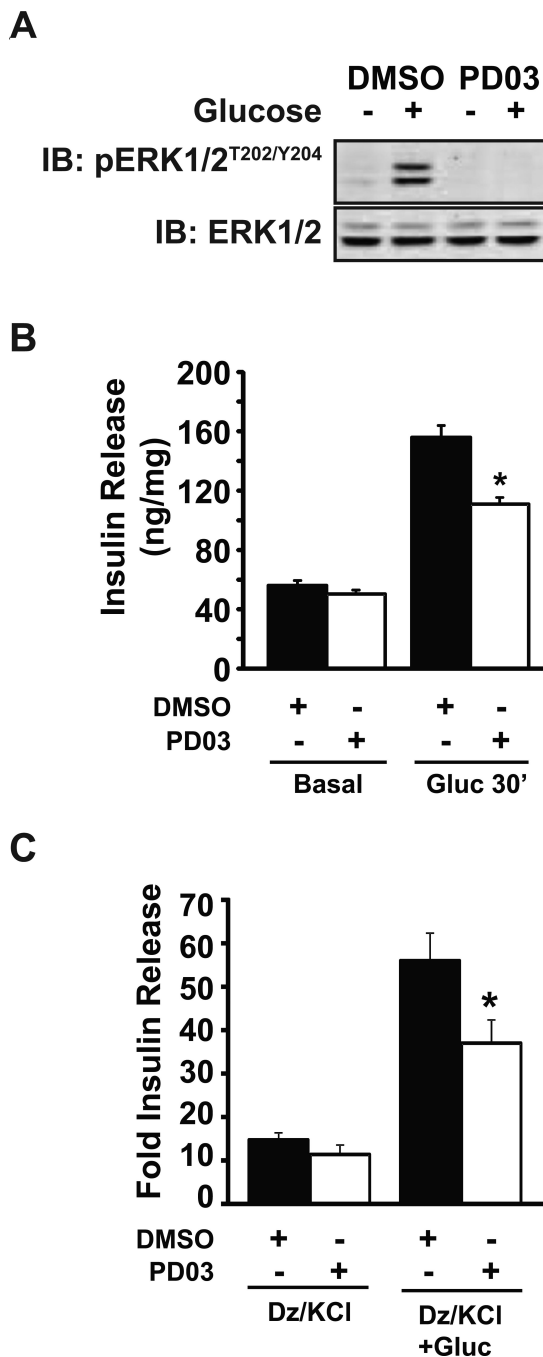 A
DMSO PD03
Glucose - + - +
IB: pERK1/2T202/Y204
IB: ERK1/2
B
Insulin Release
(ng/mg)
200
160
120
80
40
0
*
DMSO + - + -
PD03 - + - +
Basal Gluc 30’
C
Fold Insulin Release
70
60
50
40
30
20
10
0
*
DMSO + - + -
PD03 - + - +
Dz/KCl Dz/KCl
+Gluc